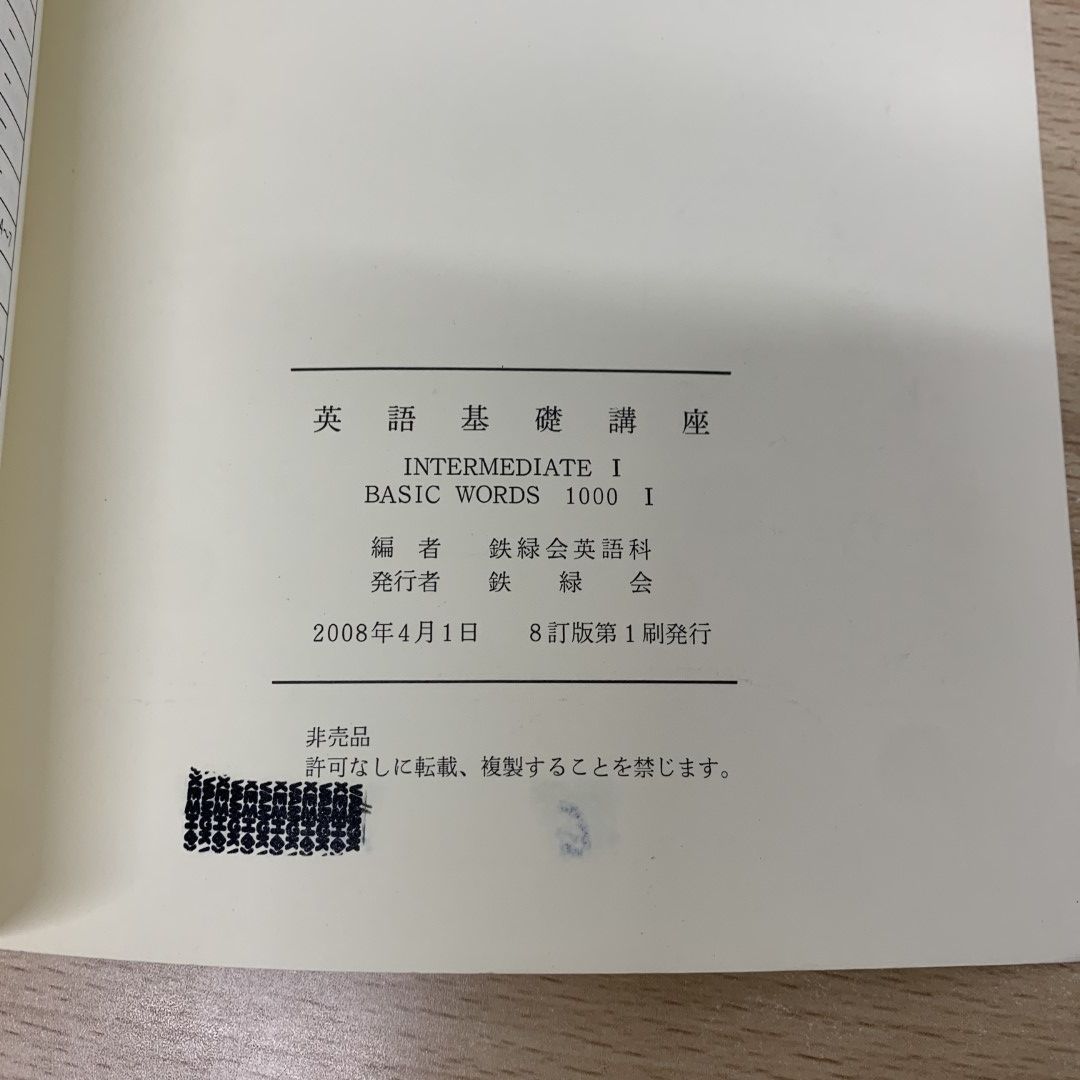 英語基礎講座
INTERMEDIATE I
BASIC WORDS 1000 I
編者 鉄緑会英語科
発行者 鉄緑会
2008年4月1日 8訂版第1刷発行
非売品
許可なしに転載、複製することを禁じます。